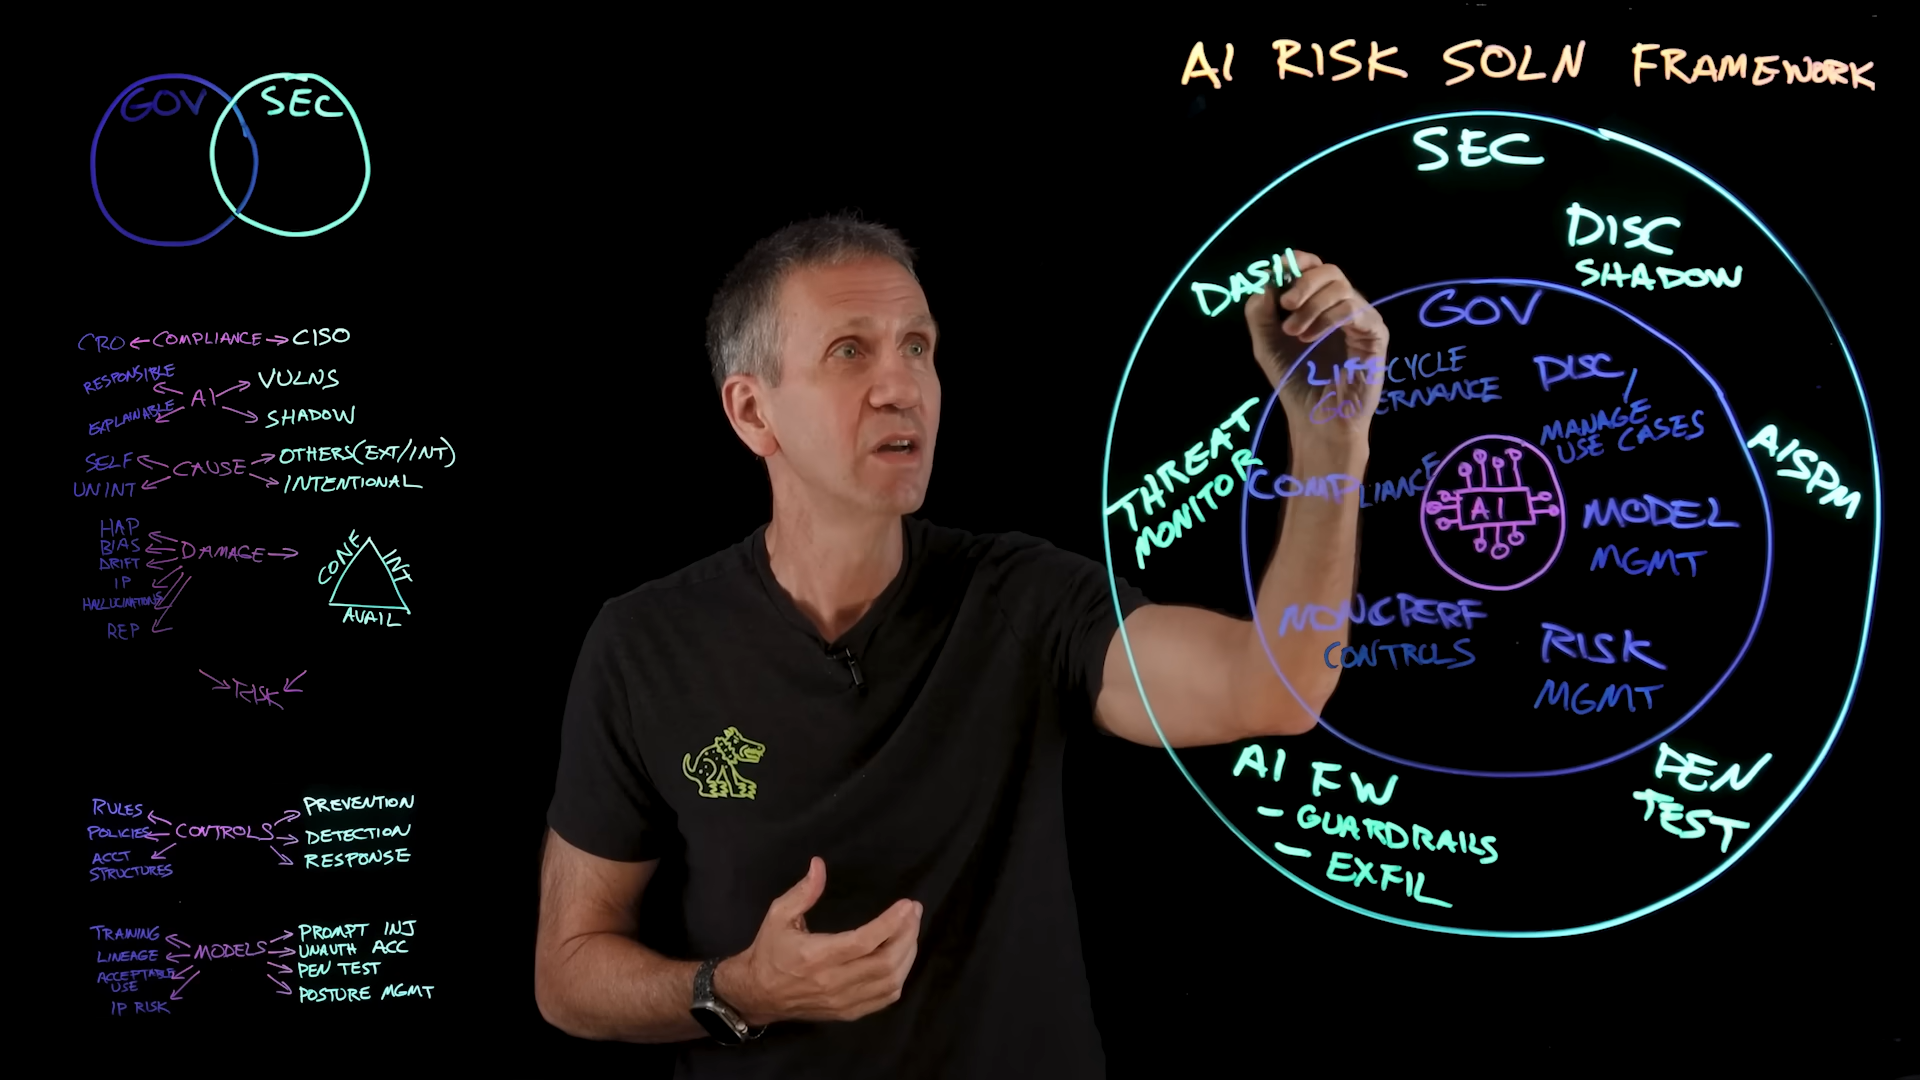 GOV
SEC
CRO
COMPLIANCE
CISO
RESPONSIBLE
EXPLAINABLE
AI
VULNS
SHADOW
SELF
UNINT
CAUSE
OTHERS(EXT/INT)
INTENTIONAL
HAP
BIAS
DRIFT
IP
HALLUCINATIONS
REP
DAMAGE
CONF
INT
AVAIL
RISK
RULES
POLICIES
ACCT
STRUCTURES
CONTROLS
PREVENTION
DETECTION
RESPONSE
TRAINING
LINEAGE
ACCEPTABLE
USE
IP RISK
MODELS
PROMPT INJ
UNAUTH ACC
PEN TEST
POSTURE MGMT
AI RISK SOLN FRAMEWORK
SEC
DISC
SHADOW
DASH
THREAT
MONITOR
AISPM
PEN
TEST
AI FW
- GUARDRAILS
- EXFIL
GOV
LIFECYCLE
GOVERNANCE
DISC,
MANAGE
USE CASES
COMPLIANCE
AI
MODEL
MGMT
CONTROLS
RISK
MGMT